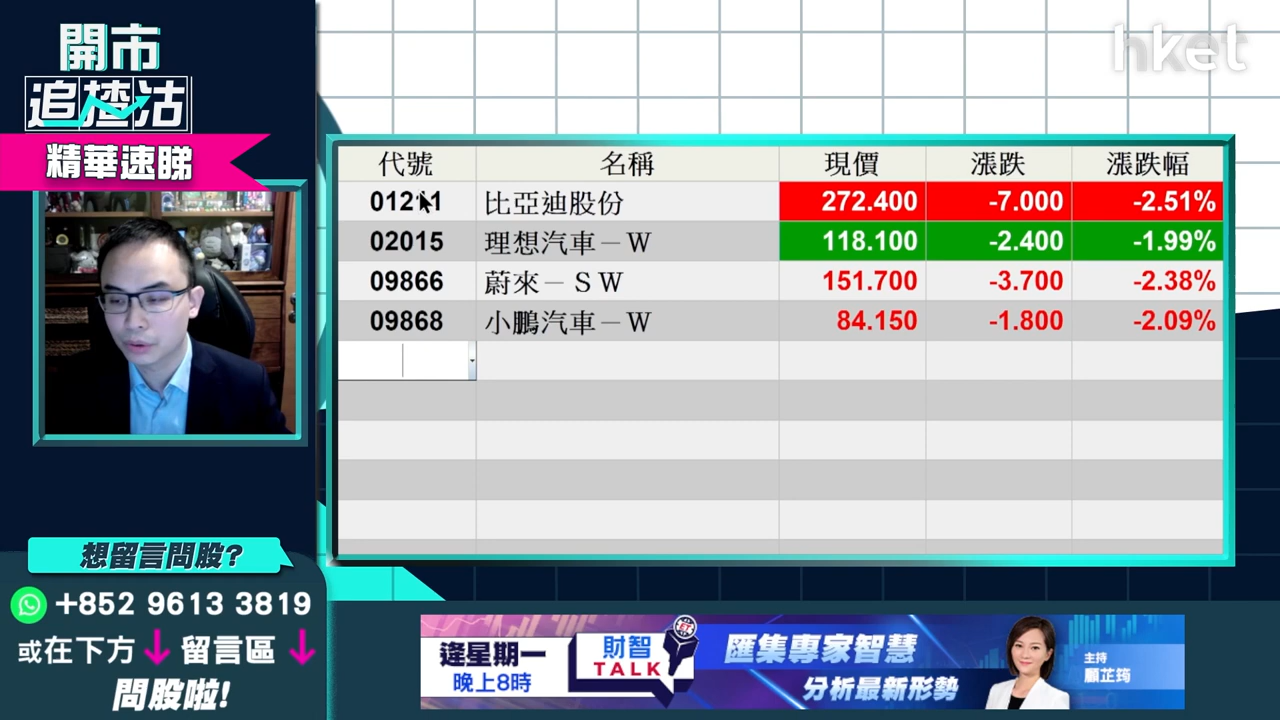 開市
追揸沽
精華速睇
hket
代號 名稱 現價 漲跌 漲跌幅
01211 比亞迪股份 272.400 -7.000 -2.51%
02015 理想汽車－W 118.100 -2.400 -1.99%
09866 蔚來－ＳＷ 151.700 -3.700 -2.38%
09868 小鵬汽車－W 84.150 -1.800 -2.09%
想留言問股?
+852 9613 3819
或在下方 留言區
問股啦!
逢星期一
晚上8時
財智
TALK
匯集專家智慧
分析最新形勢
主持
顧芷筠